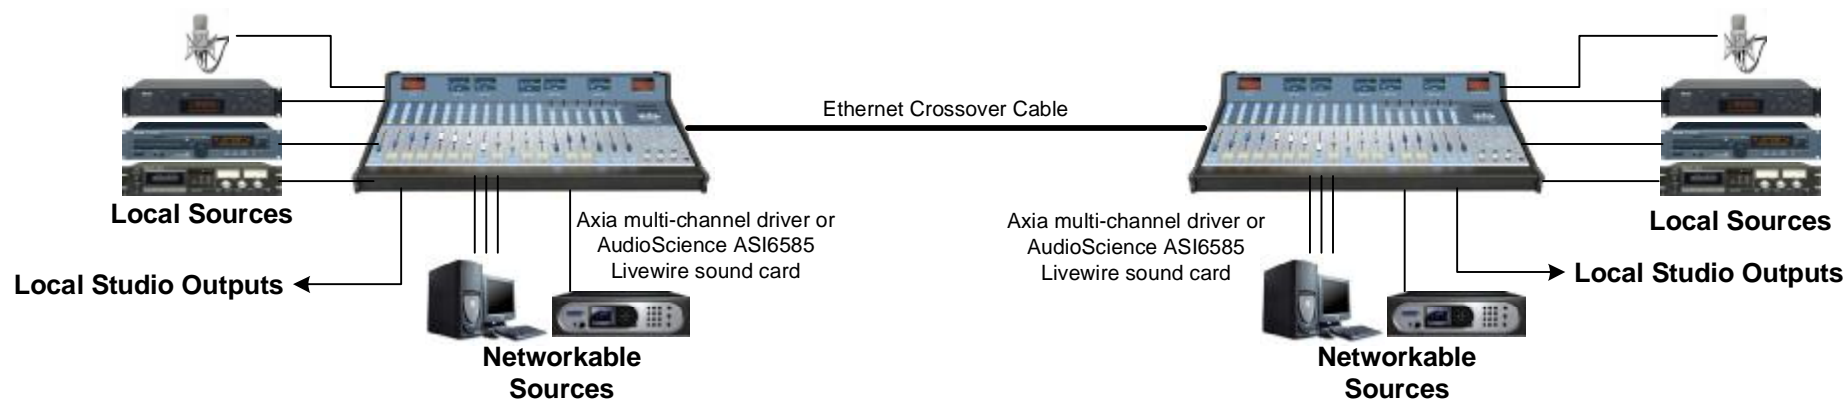 Ethernet Crossover Cable
Local Sources
Axia multi-channel driver or
AudioScience ASI6585
Livewire sound card
Local Studio Outputs
Networkable
Sources
Axia multi-channel driver or
AudioScience ASI6585
Livewire sound card
Local Sources
Local Studio Outputs
Networkable
Sources